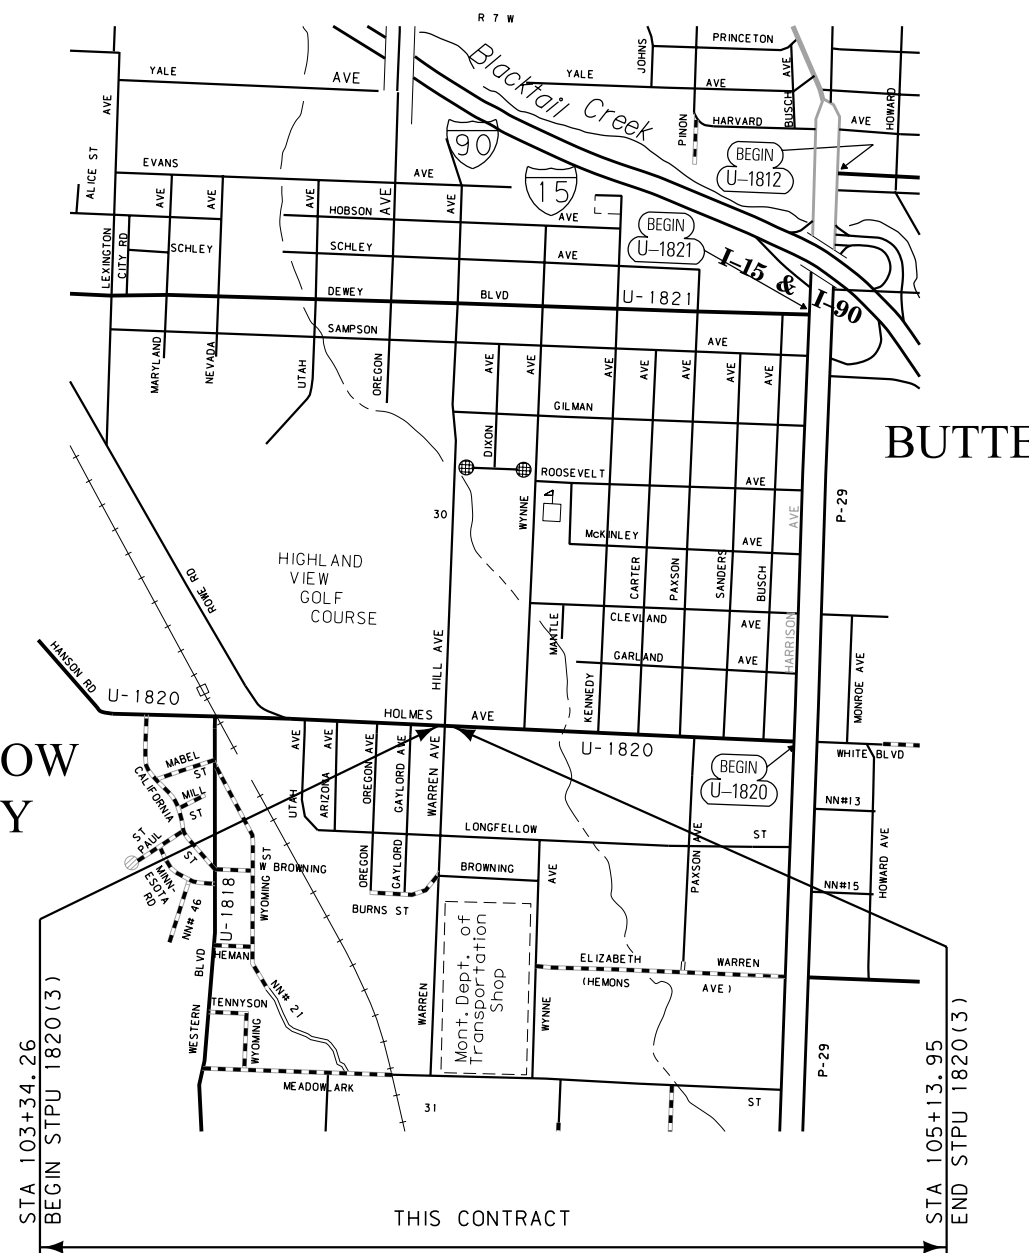 R 7 W
PRINCETON
JOHNS
AVE
YALE
AVE
YALE
AVE
BUSCH
HOWARD
Blacktail Creek
AVE
PINON
HARVARD
AVE
90
BEGIN
U-1812
ALICE ST
EVANS
AVE
15
AVE
AVE
AVE
AVE
AVE
HOBSON
AVE
BEGIN
U-1821
LEXINGTON
CITY RD
SCHLEY
SCHLEY
AVE
I-15 & I-90
DEWEY
BLVD
U-1821
SAMPSON
AVE
MARYLAND
NEVADA
UTAH
OREGON
AVE
AVE
AVE
AVE
AVE
AVE
AVE
GILMAN
BUTTE
DIXON
ROOSEVELT
AVE
30
WYNNE
AVE
P-29
McKINLEY
AVE
HIGHLAND
VIEW
GOLF
COURSE
ROWE RD
CARTER
PAXSON
SANDERS
BUSCH
CLEVLAND
AVE
MANTLE
HARRISON
HILL AVE
GARLAND
AVE
HANSON RD
KENNEDY
MONROE AVE
U-1820
HOLMES
AVE
U-1820
WHITE BLVD
OW
Y
MABEL
ST
CALIFORNIA
MILL
ST
AVE
AVE
UTAH
ARIZONA
OREGON AVE
GAYLORD AVE
WARREN AVE
BEGIN
U-1820
NN#13
LONGFELLOW
ST
ST
PAUL
ST
PAXSON AVE
HOWARD AVE
W BROWNING
OREGON
GAYLORD
BROWNING
AVE
MINN-
ESOTA
RD
NN# 46
U-1818
WYOMING ST
BURNS ST
NN#15
HEMAN
BLVD
Mont. Dept. of
Transportation
Shop
ELIZABETH
WARREN
(HEMONS
AVE)
NN# 21
TENNYSON
WESTERN
WYOMING
WARREN
WYNNE
P-29
MEADOWLARK
ST
31
STA 103+34.26
BEGIN STPU 1820(3)
STA 105+13.95
END STPU 1820(3)
THIS CONTRACT